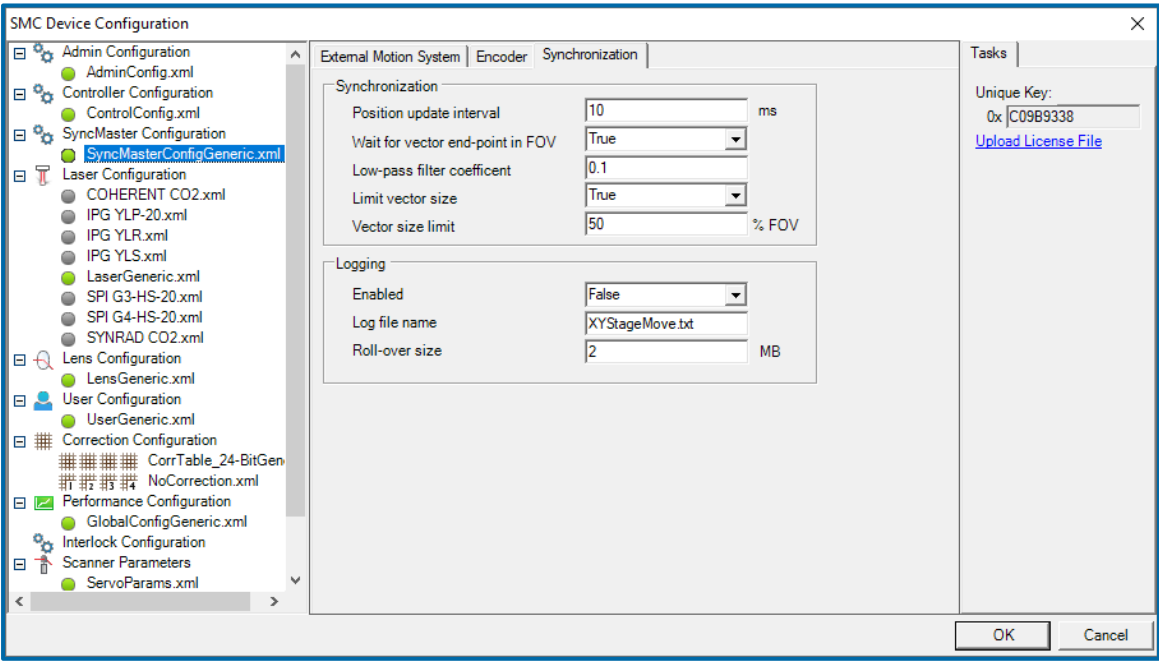 SMC Device Configuration
Admin Configuration
AdminConfig.xml
Controller Configuration
ControlConfig.xml
SyncMaster Configuration
SyncMasterConfigGeneric.xml
Laser Configuration
COHERENT CO2.xml
IPG YLP-20.xml
IPG YLR.xml
IPG YLS.xml
LaserGeneric.xml
SPI G3-HS-20.xml
SPI G4-HS-20.xml
SYNRAD CO2.xml
Lens Configuration
LensGeneric.xml
User Configuration
UserGeneric.xml
Correction Configuration
CorrTable_24-BitGen
1 2 3 4 NoCorrection.xml
Performance Configuration
GlobalConfigGeneric.xml
Interlock Configuration
Scanner Parameters
ServoParams.xml
External Motion System Encoder Synchronization
Synchronization
Position update interval 10 ms
Wait for vector end-point in FOV True
Low-pass filter coefficent 0.1
Limit vector size True
Vector size limit 50 % FOV
Logging
Enabled False
Log file name XYStageMove.txt
Roll-over size 2 MB
Tasks
Unique Key:
0x C09B9338
Upload License File
OK Cancel